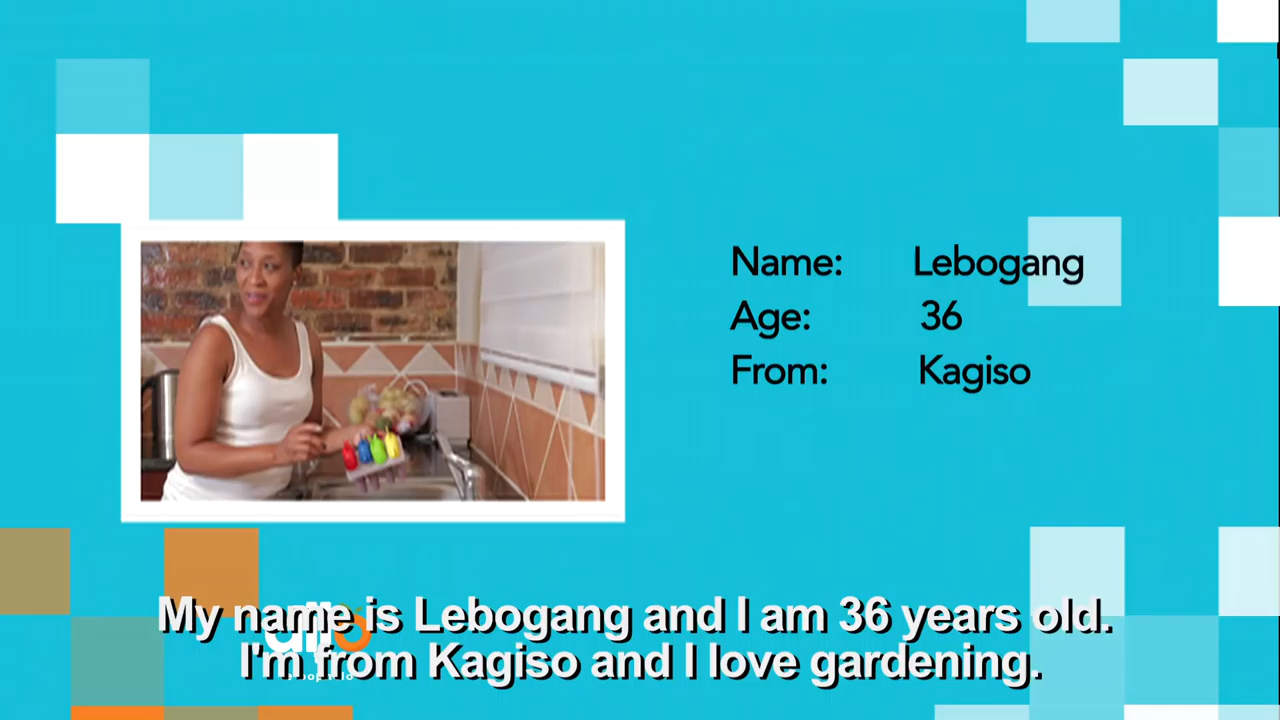 Name: Lebogang
Age: 36
From: Kagiso
My name is Lebogang and I am 36 years old.
I'm from Kagiso and I love gardening.